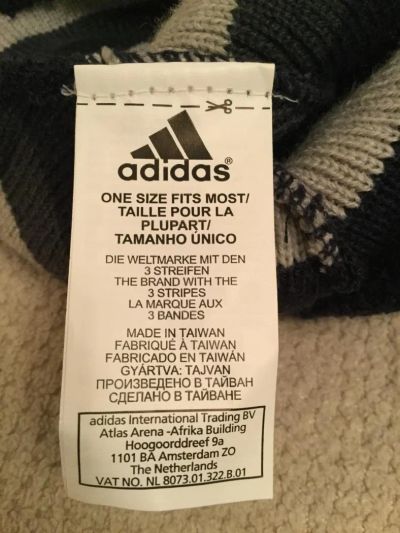 adidas®
ONE SIZE FITS MOST/
TAILLE POUR LA
PLUPART/
TAMANHO ÚNICO
DIE WELTMARKE MIT DEN
3 STREIFEN
THE BRAND WITH THE
3 STRIPES
LA MARQUE AUX
3 BANDES
MADE IN TAIWAN
FABRIQUÉ À TAIWAN
FABRICADO EN TAIWÁN
GYÁRTVA: TAJVAN
ПРОИЗВЕДЕНО В ТАЙВАН
СДЕЛАНО В ТАЙВАНЕ
adidas International Trading BV
Atlas Arena -Afrika Building
Hoogoorddreef 9a
1101 BA Amsterdam ZO
The Netherlands
VAT NO. NL 8073.01.322.B.01